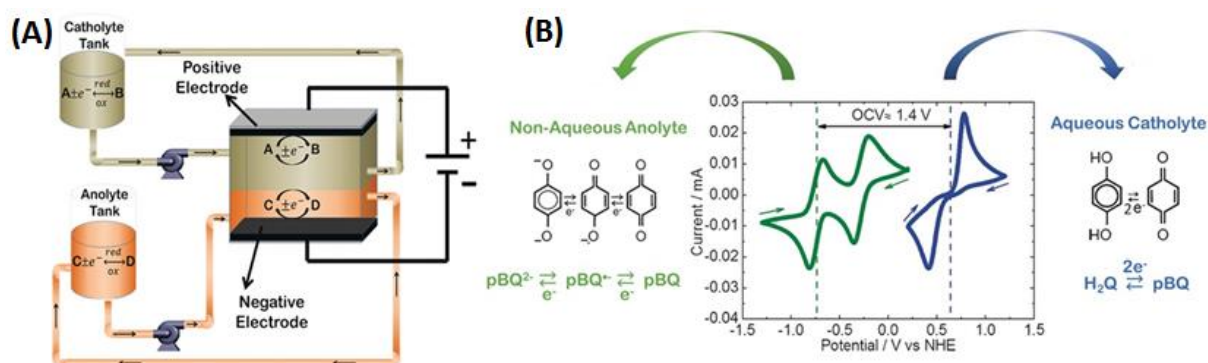 (A)
Catholyte
Tank
A±e⁻ red ox B
Positive
Electrode
A ±e⁻ B
C ±e⁻ D
+
-
Anolyte
Tank
C±e⁻ red ox D
Negative
Electrode
(B)
Non-Aqueous Anolyte
⁻O O O
e⁻ e⁻
⁻O O⁻ O
pBQ²⁻ ⇄ pBQ•⁻ ⇄ pBQ
e⁻ e⁻
OCV≈ 1.4 V
Current / mA
0.03
0.02
0.01
0.00
-0.01
-0.02
-0.03
-0.04
-1.5 -1.0 -0.5 0.0 0.5 1.0 1.5
Potential / V vs NHE
Aqueous Catholyte
HO O
2e⁻
HO O
2e⁻
H₂Q ⇄ pBQ